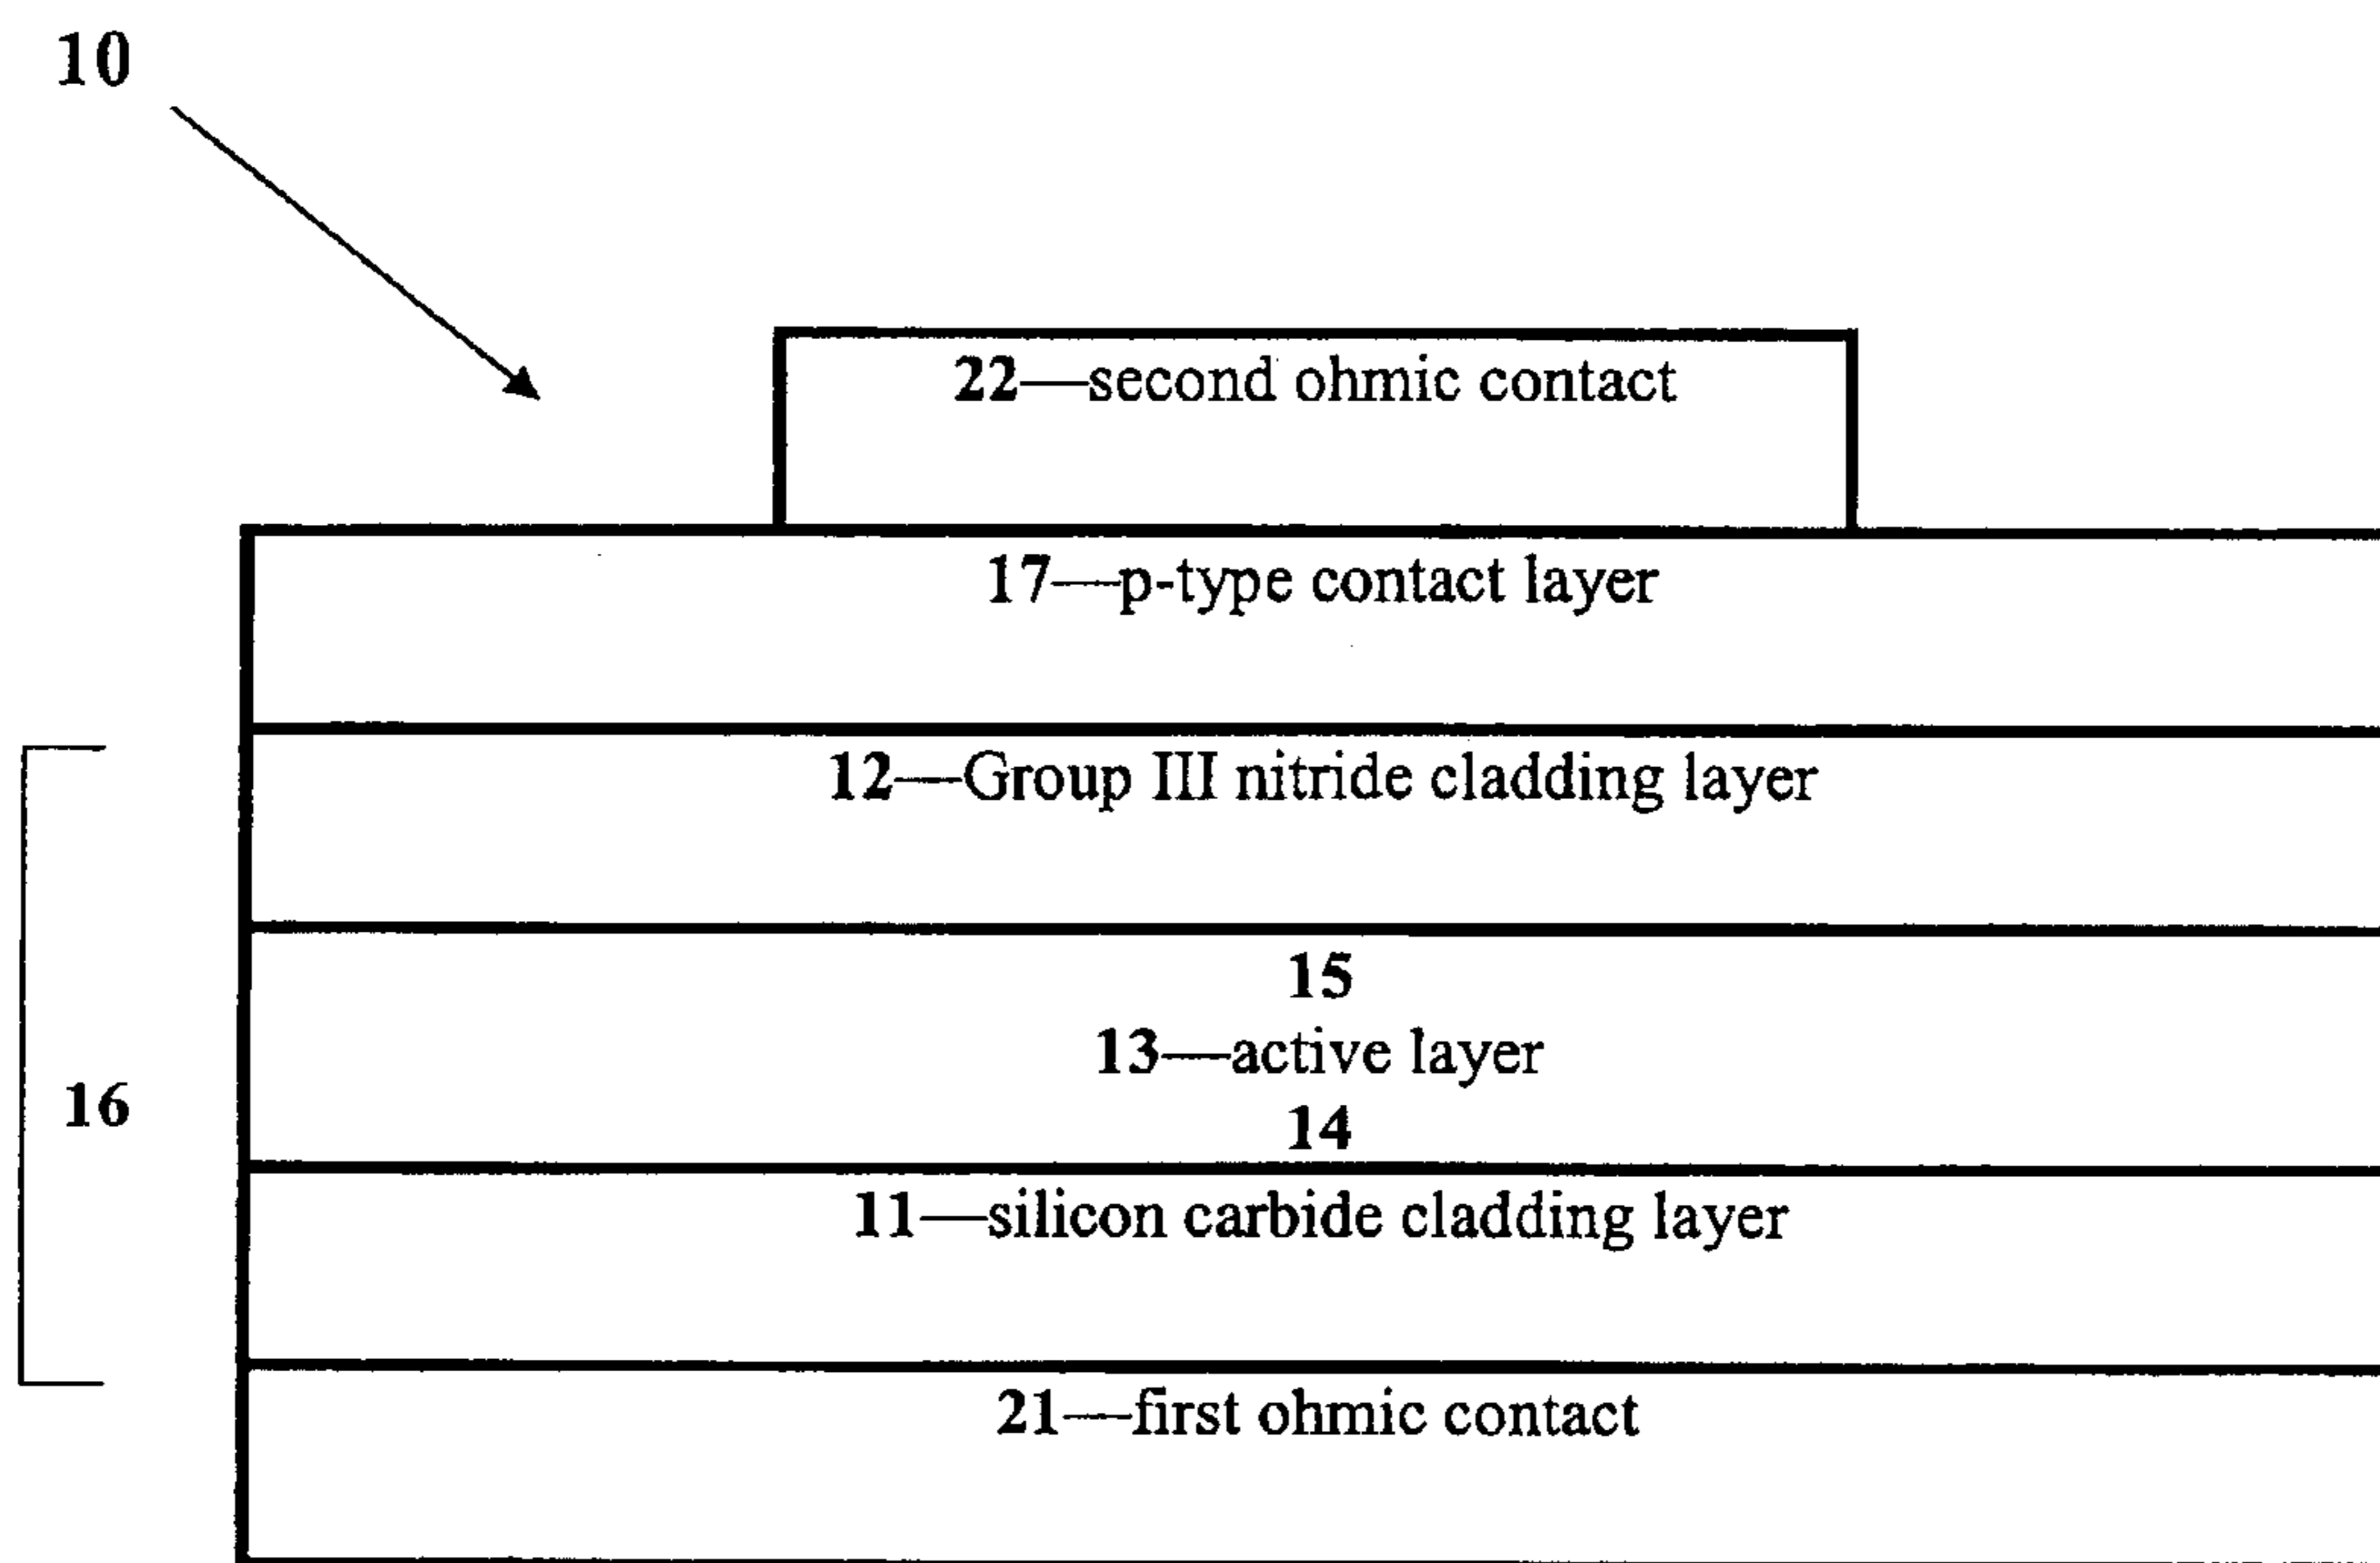 10
22—second ohmic contact
17—p-type contact layer
12—Group III nitride cladding layer
15
13—active layer
16
14
11—silicon carbide cladding layer
21—first ohmic contact